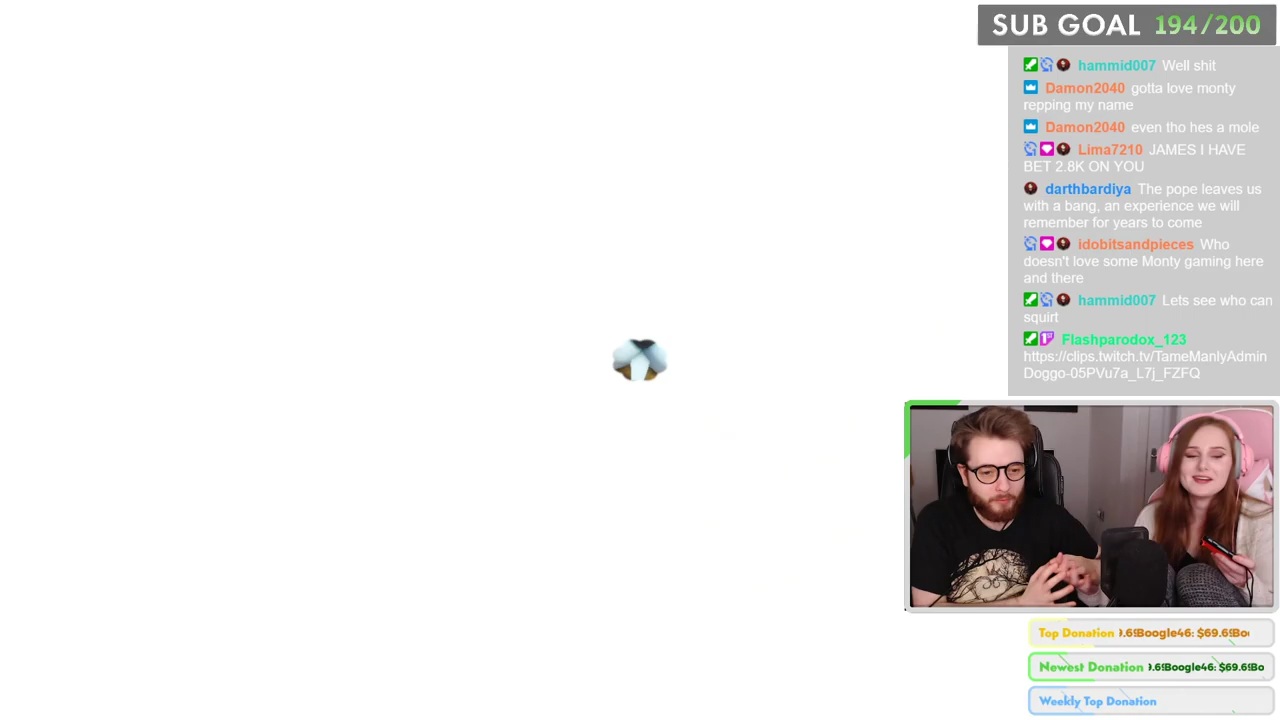 SUB GOAL 194/200
hammid007 Well shit
Damon2040 gotta love monty
repping my name
Damon2040 even tho hes a mole
Lima7210 JAMES I HAVE
BET 2.8K ON YOU
darthbardiya The pope leaves us
with a bang, an experience we will
remember for years to come
idobitsandpieces Who
doesn't love some Monty gaming here
and there
hammid007 Lets see who can
squirt
Flashparodox_123
https://clips.twitch.tv/TameManlyAdmin
Doggo-05PVu7a_L7j_FZFQ
Top Donation .69Boogle46: $69.69Bo
Newest Donation .69Boogle46: $69.69Bo
Weekly Top Donation